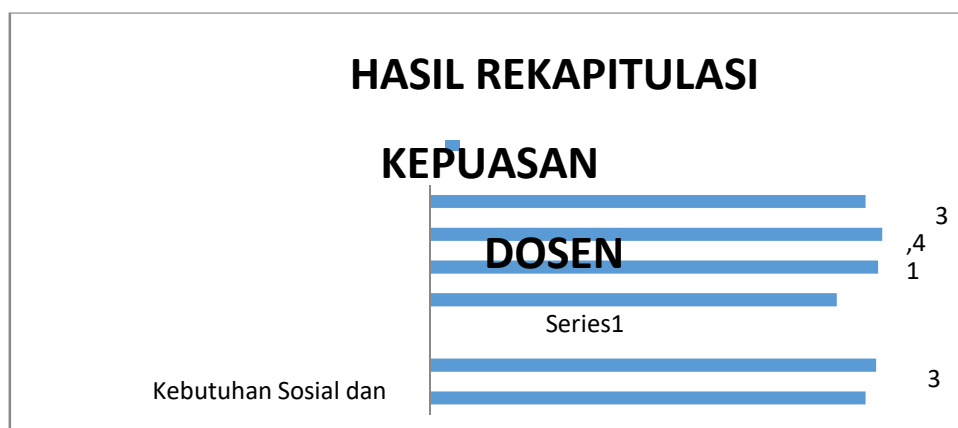 HASIL REKAPITULASI
KEPUASAN
DOSEN
3
,4
1
Series1
3
Kebutuhan Sosial dan